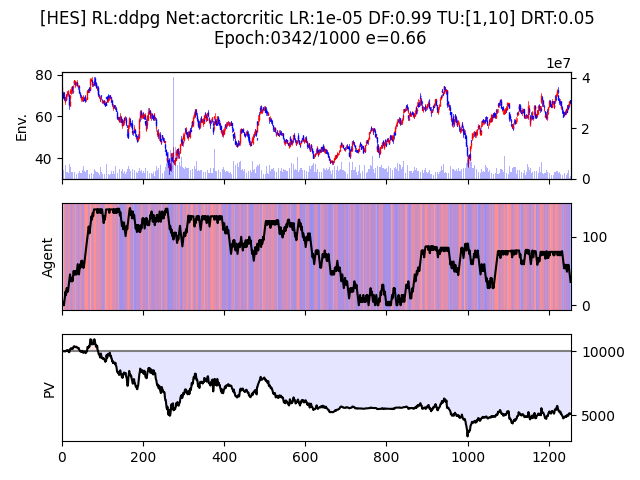 [HES] RL:ddpg Net:actorcritic LR:1e-05 DF:0.99 TU:[1,10] DRT:0.05
Epoch:0342/1000 e=0.66
1e7
80
60
40
Env.
4
2
0
Agent
100
0
PV
10000
5000
0 200 400 600 800 1000 1200